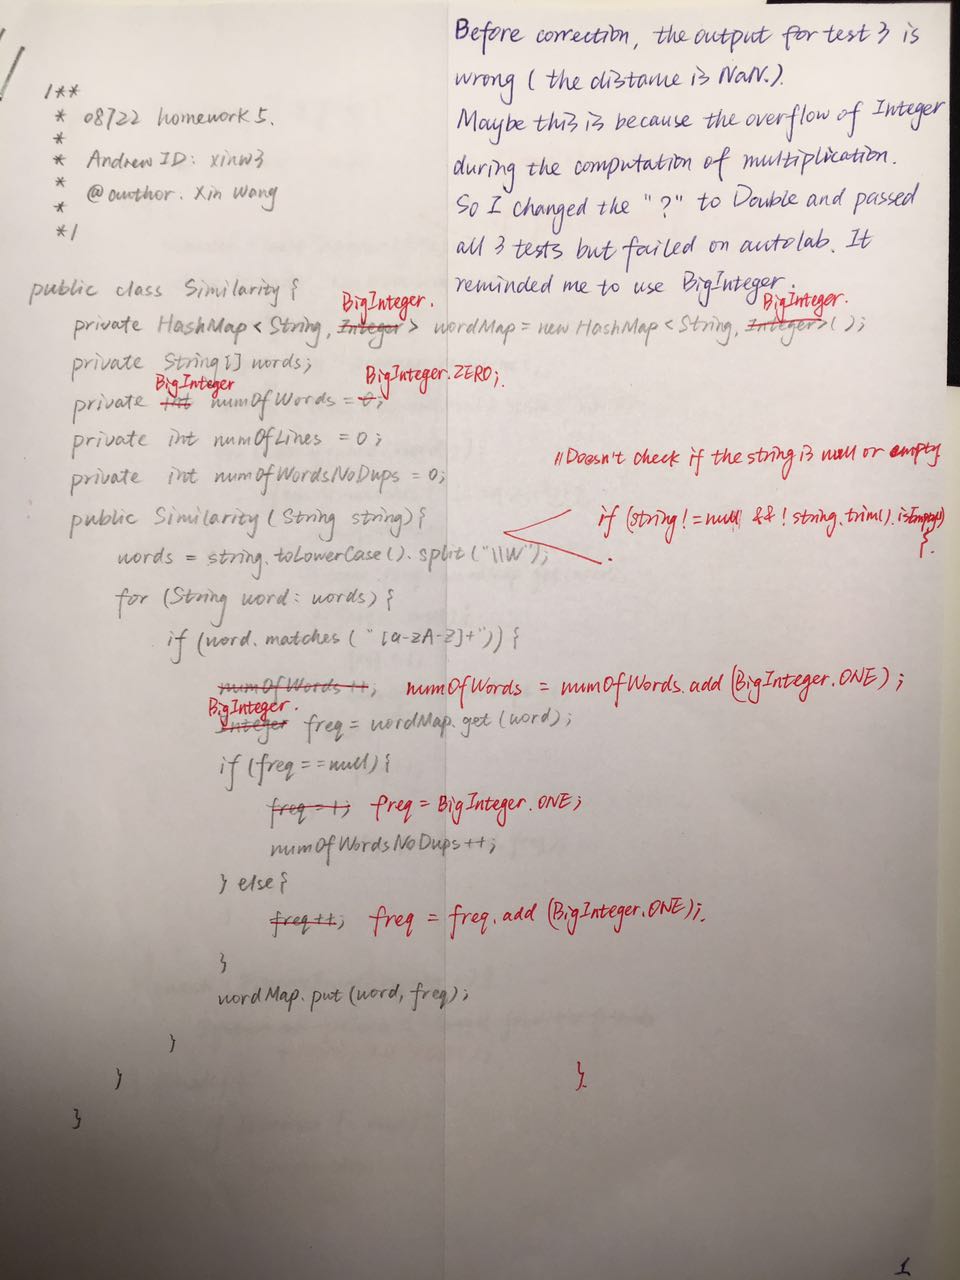 Before correction, the output for test 3 is
wrong (the distame is NaN.).
Maybe this is because the overflow of Integer
during the computation of multiplication.
So I changed the "?" to Double and passed
all 3 tests but failed on autolab. It
reminded me to use BigInteger.
/**
* 08722 homework 5.
*
* Andrew ID: xinw3
*
* @author. Xin Wang
*
*/
public class Similarity {
BigInteger. BigInteger.
private HashMap<String, Integer> wordMap = new HashMap<String, Integer>();
private String[] words;
BigInteger BigInteger.ZERO;
private int numOfWords = 0;
private int numOfLines = 0;
private int numOfWordsNoDups = 0;
//Doesn't check if the string is null or empty
public Similarity (String string) {
if (string != null && !string.trim().isEmpty()
{.
words = string.toLowerCase().split("\\W");
for (String word: words) {
if (word.matches ("[a-zA-Z]+")) {
numOfWords++; numOfWords = numOfWords.add(BigInteger.ONE);
BigInteger.
Integer freq = wordMap.get(word);
if (freq == null) {
freq = 1; freq = BigInteger.ONE;
numOfWordsNoDups++;
} else {
freq++; freq = freq.add(BigInteger.ONE);
}
wordMap.put(word, freq);
}
} }
}
1